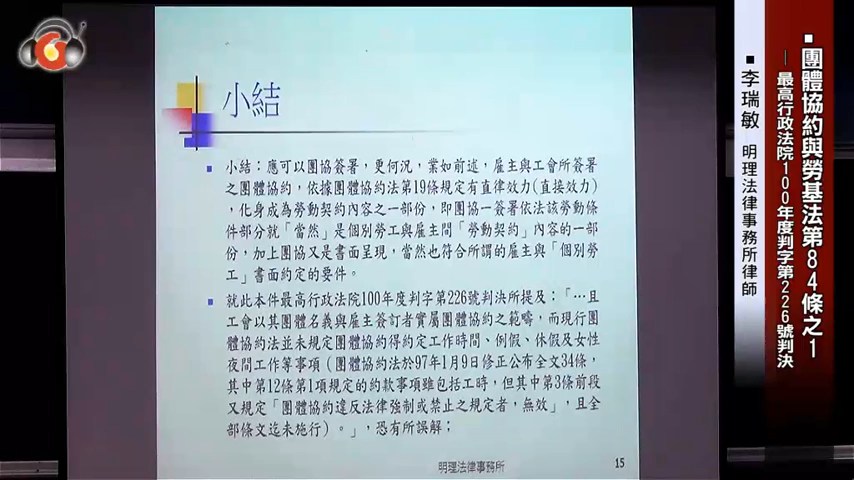 小結
小結：應可以團協簽署，更何況，業如前述，雇主與工會所簽署
之團體協約，依據團體協約法第19條規定有直律效力(直接效力)
，化身成為勞動契約內容之一部份，即團協一簽署依法該勞動條
件部分就「當然」是個別勞工與雇主間「勞動契約」內容的一部
份，加上團協又是書面呈現，當然也符合所謂的雇主與「個別勞
工」書面約定的要件。
就此本件最高行政法院100年度判字第226號判決所提及：「…且
工會以其團體名義與雇主簽訂者實屬團體協約之範疇，而現行團
體協約法並未規定團體協約得約定工作時間、例假、休假及女性
夜間工作等事項（團體協約法於97年1月9日修正公布全文34條，
其中第12條第1項規定的約款事項雖包括工時，但其中第3條前段
又規定「團體協約違反法律強制或禁止之規定者，無效」，且全
部條文迄未施行）。」，恐有所誤解；
明理法律事務所
15
團體協約與勞基法第84條之1
─最高行政法院100年度判字第226號判決
李瑞敏 明理法律事務所律師